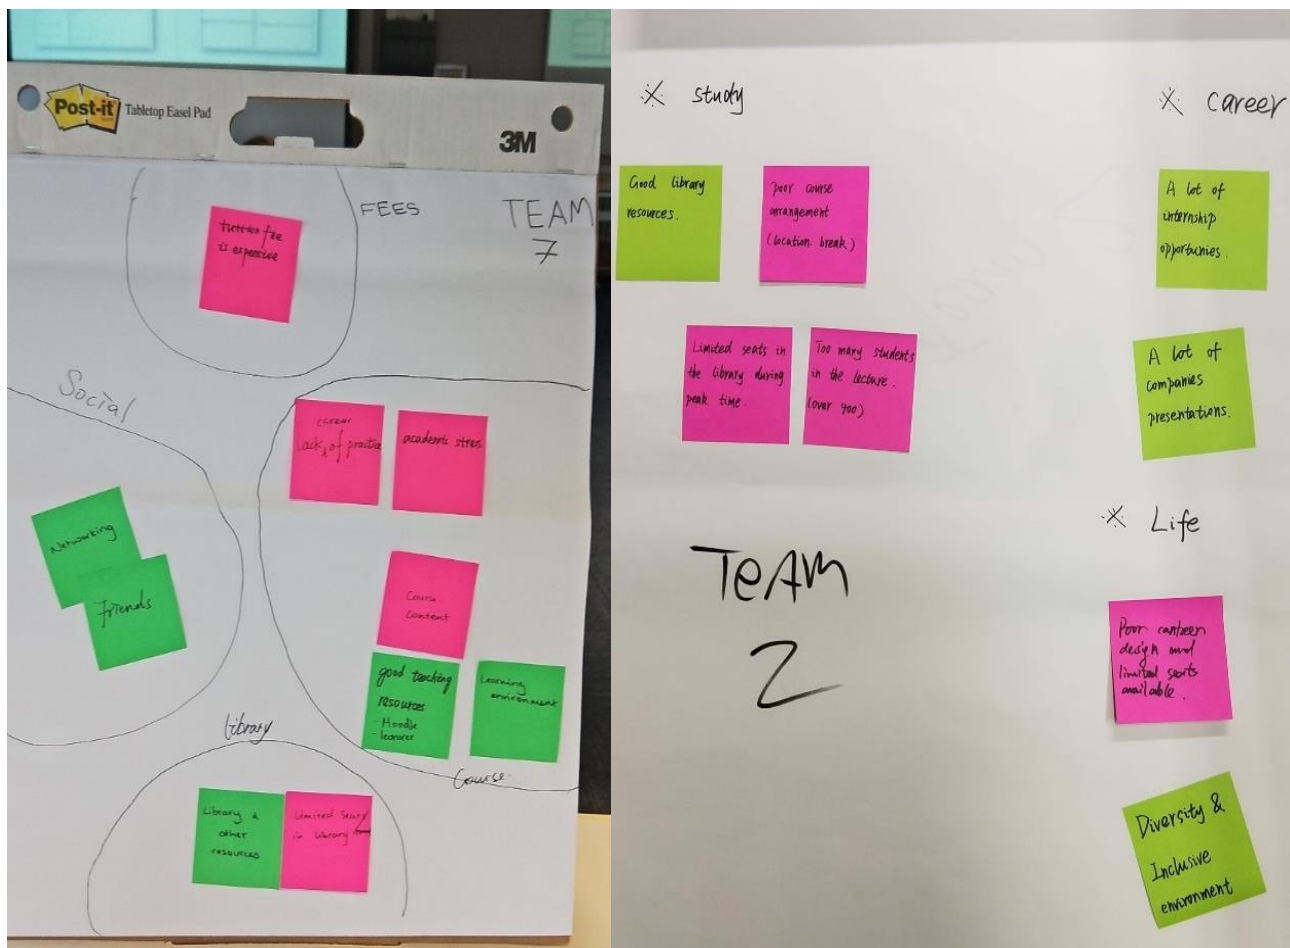 Post-it
Tabletop Easel Pad
3M
FEES
TEAM
7
tuition fee
is expensive
Social
career
lack of practice
academic stres
Networking
Friends
Course
content
good teaching
resources
- Moodle
- learner
Learning
environment
Course
Library
Library &
other
resources
Limited seats
in library
※ study
Good library
resources.
poor course
arrangement
(location. break)
Limited seats in
the library during
peak time.
Too many students
in the lecture.
(over 400)
※ career
A lot of
internship
opportunies.
A lot of
companies
presentations.
TEAM
2
※ Life
Poor canteen
design and
limited seats
available.
Diversity &
Inclusive
environment